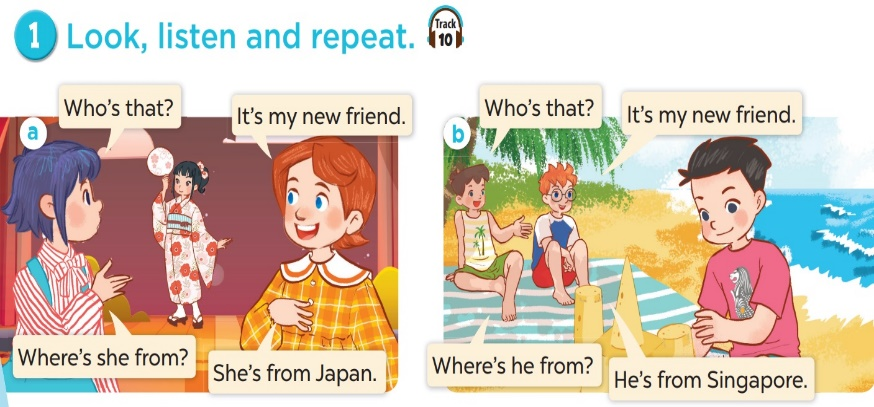 1 Look, listen and repeat.
Track
10
a
Who's that?
It's my new friend.
Where's she from?
She's from Japan.
b
Who's that?
It's my new friend.
Where's he from?
He's from Singapore.